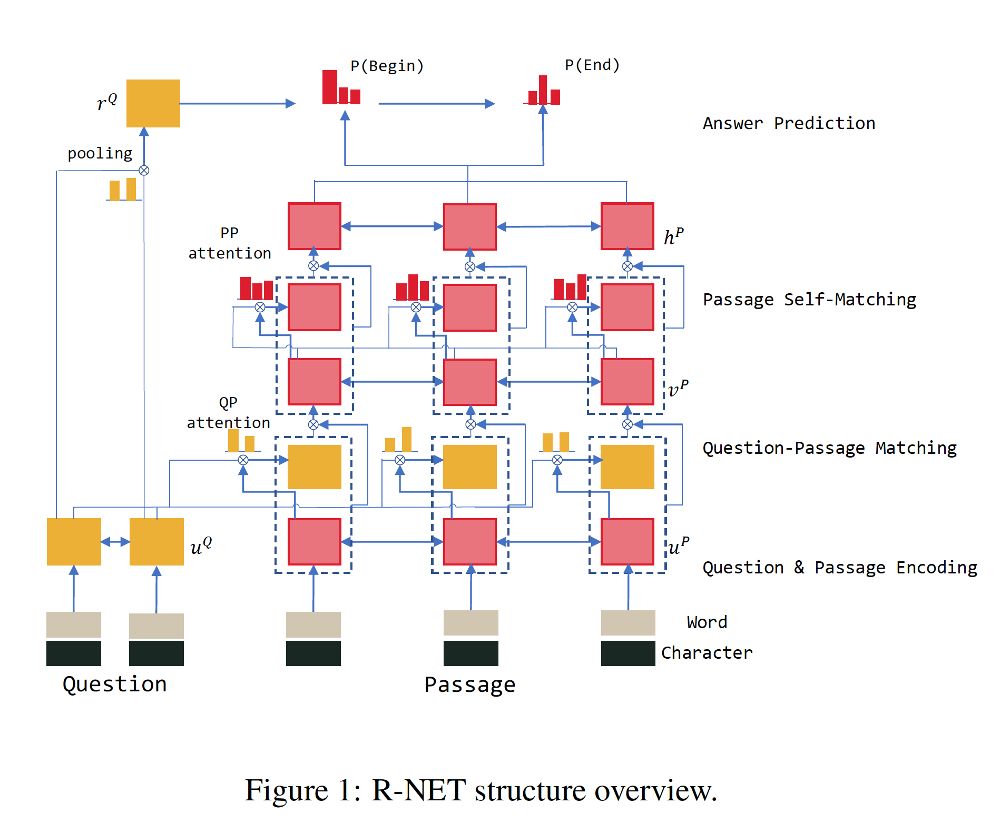 P(Begin)
P(End)
r^Q
Answer Prediction
pooling
PP
attention
h^P
Passage Self-Matching
v^P
QP
attention
Question-Passage Matching
u^Q
u^P
Question & Passage Encoding
Word
Character
Question
Passage
Figure 1: R-NET structure overview.